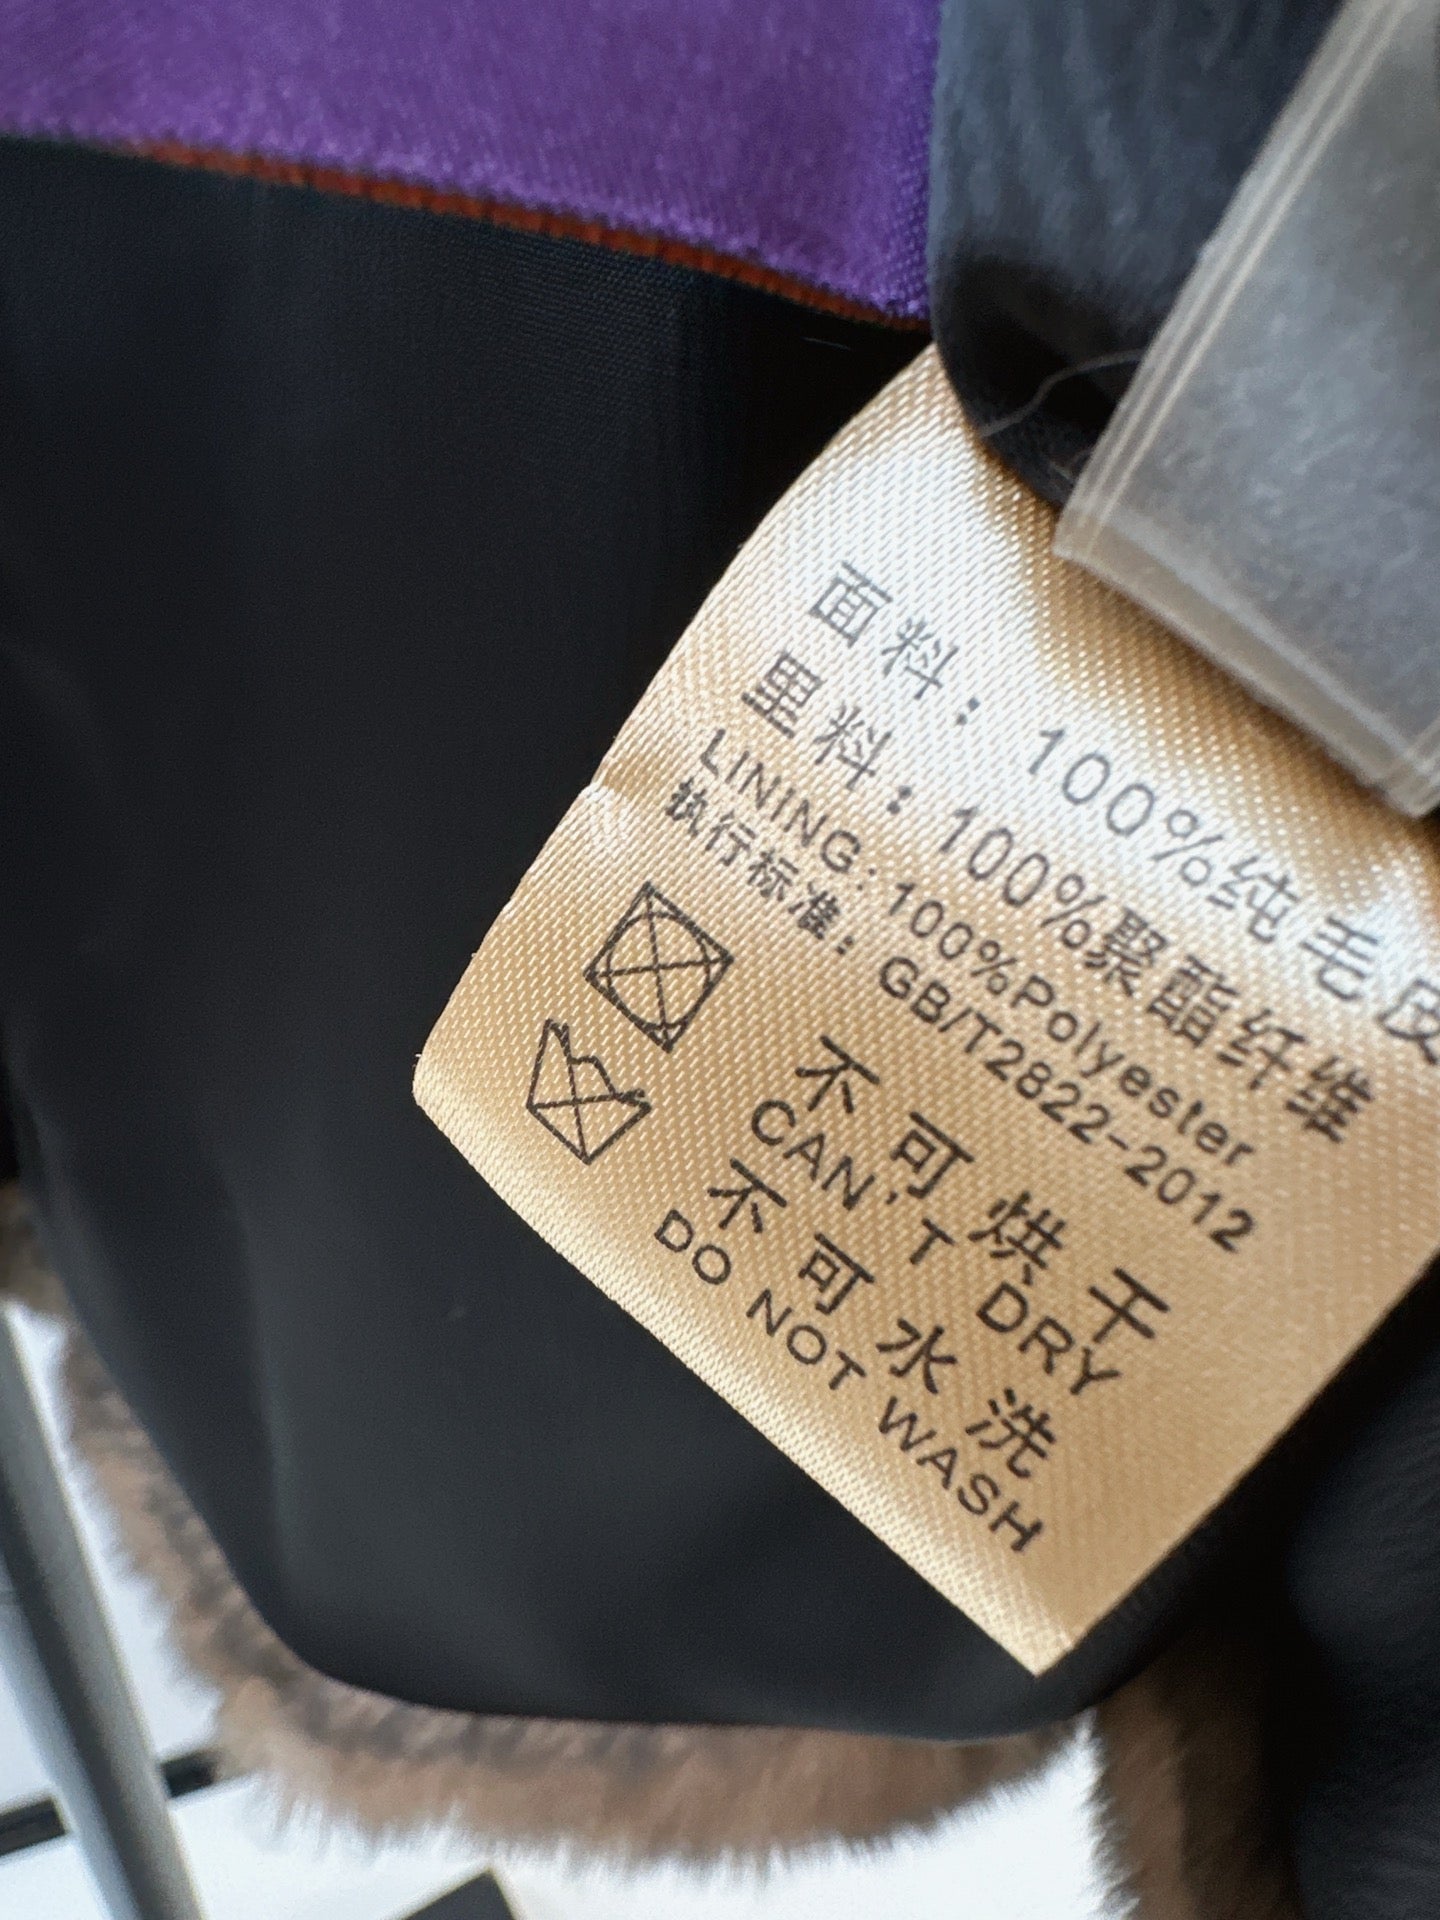 面料：100%纯毛皮
里料：100%聚酯纤维
LINING: 100%Polyester
执行标准：GB/T2822-2012
不可烘干
CAN'T DRY
不可水洗
DO NOT WASH